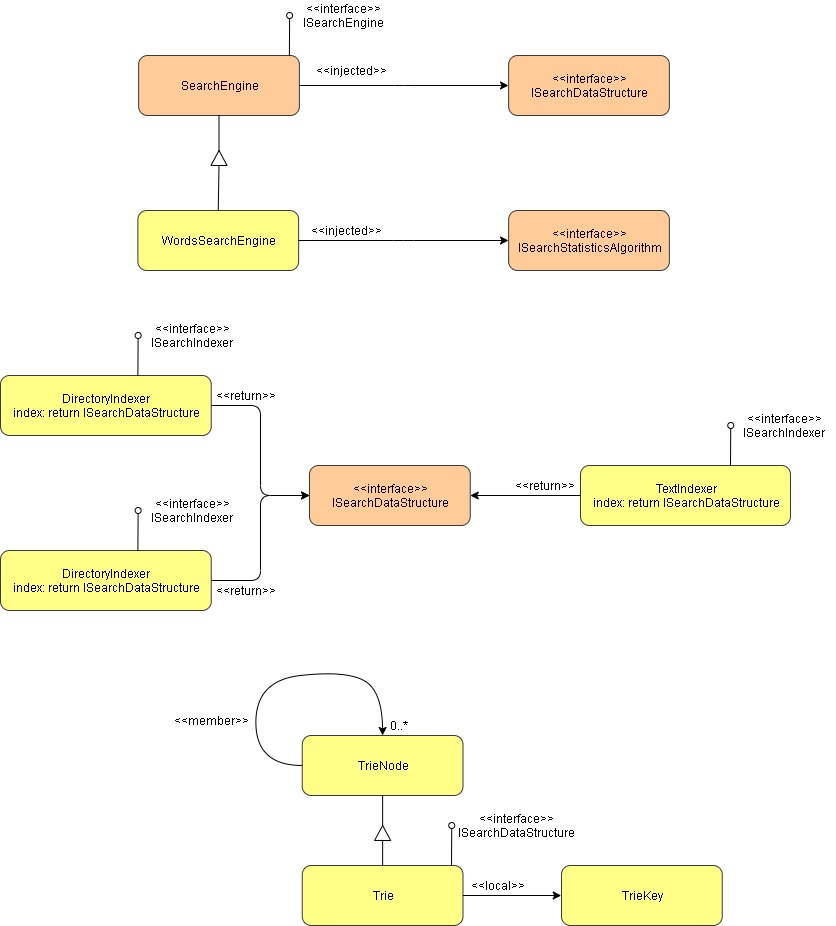 <<interface>>
ISearchEngine
SearchEngine
<<injected>>
<<interface>>
ISearchDataStructure
WordsSearchEngine
<<injected>>
<<interface>>
ISearchStatisticsAlgorithm
<<interface>>
ISearchIndexer
DirectoryIndexer
index: return ISearchDataStructure
<<return>>
<<interface>>
ISearchIndexer
<<interface>>
ISearchDataStructure
<<return>>
TextIndexer
index: return ISearchDataStructure
<<interface>>
ISearchIndexer
DirectoryIndexer
index: return ISearchDataStructure
<<return>>
<<member>>
0..*
TrieNode
<<interface>>
ISearchDataStructure
Trie
<<local>>
TrieKey